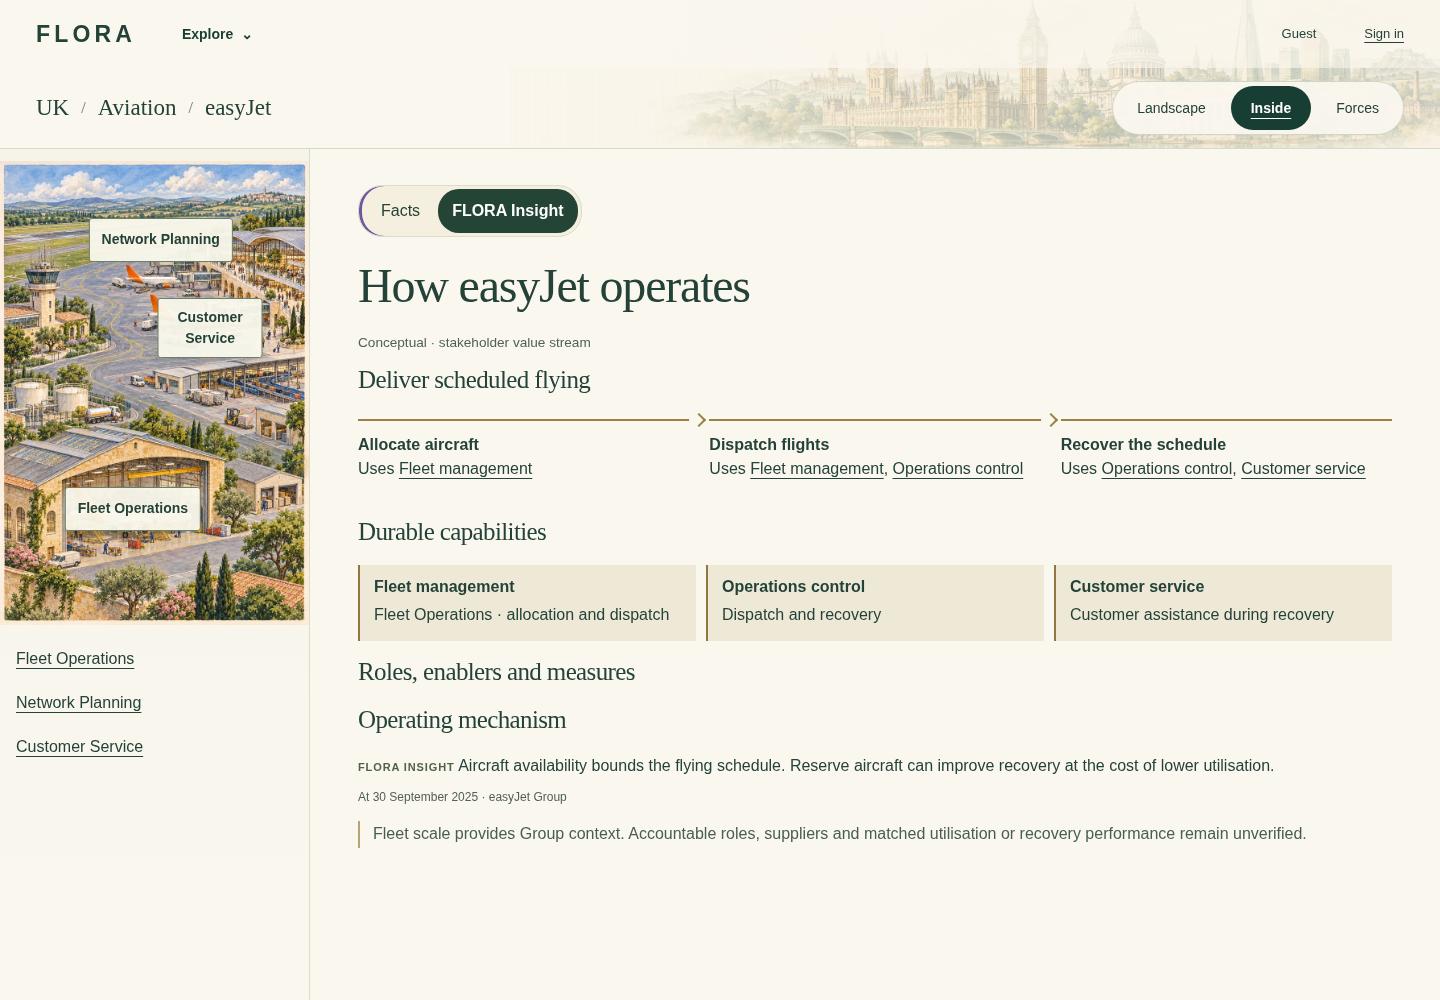 FLORA
Explore
Guest
Sign in
UK / Aviation / easyJet
Landscape
Inside
Forces
Network Planning
Customer
Service
Fleet Operations
Fleet Operations
Network Planning
Customer Service
Facts
FLORA Insight
How easyJet operates
Conceptual · stakeholder value stream
Deliver scheduled flying
Allocate aircraft
Uses Fleet management
Dispatch flights
Uses Fleet management, Operations control
Recover the schedule
Uses Operations control, Customer service
Durable capabilities
Fleet management
Fleet Operations · allocation and dispatch
Operations control
Dispatch and recovery
Customer service
Customer assistance during recovery
Roles, enablers and measures
Operating mechanism
FLORA INSIGHT Aircraft availability bounds the flying schedule. Reserve aircraft can improve recovery at the cost of lower utilisation.
At 30 September 2025 · easyJet Group
Fleet scale provides Group context. Accountable roles, suppliers and matched utilisation or recovery performance remain unverified.